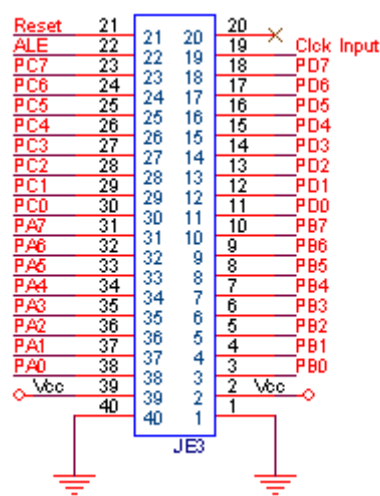 Reset 21 21 20 20
ALE 22 22 19 19 Clck Input
PC7 23 23 18 18 PD7
PC6 24 24 17 17 PD6
PC5 25 25 16 16 PD5
PC4 26 26 15 15 PD4
PC3 27 27 14 14 PD3
PC2 28 28 13 13 PD2
PC1 29 29 12 12 PD1
PC0 30 30 11 11 PD0
PA7 31 31 10 10 PB7
PA6 32 32 9 9 PB6
PA5 33 33 8 8 PB5
PA4 34 34 7 7 PB4
PA3 35 35 6 6 PB3
PA2 36 36 5 5 PB2
PA1 37 37 4 4 PB1
PA0 38 38 3 3 PB0
Vcc 39 39 2 2 Vcc
40 40 1 1
JE3